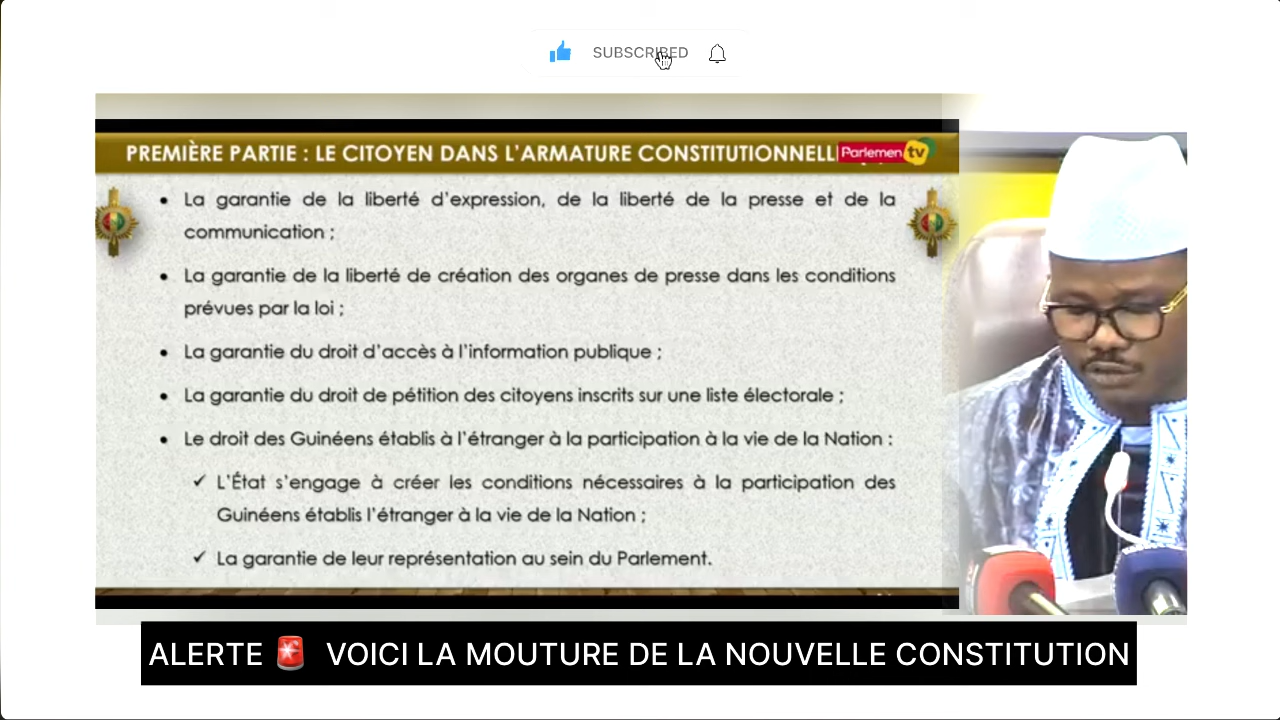 SUBSCRIBED
PREMIÈRE PARTIE : LE CITOYEN DANS L'ARMATURE
Parlemen tv
• La garantie de la liberté d'expression, de la liberté de la presse et de la
communication ;
• La garantie de la liberté de création des organes de presse dans les conditions
prévues par la loi ;
• La garantie du droit d'accès à l'information publique ;
• La garantie du droit de pétition des citoyens inscrits sur une liste électorale ;
• Le droit des Guinéens établis à l'étranger à la participation à la vie de la Nation :
✓ L'État s'engage à créer les conditions nécessaires à la participation des
Guinéens établis l'étranger à la vie de la Nation ;
✓ La garantie de leur représentation au sein du Parlement.
ALERTE 🚨 VOICI LA MOUTURE DE LA NOUVELLE CONSTITUTION